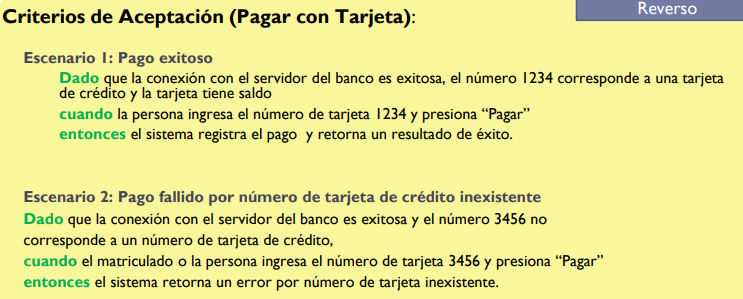 Reverso
Criterios de Aceptación (Pagar con Tarjeta):
Escenario 1: Pago exitoso
Dado que la conexión con el servidor del banco es exitosa, el número 1234 corresponde a una tarjeta
de crédito y la tarjeta tiene saldo
cuando la persona ingresa el número de tarjeta 1234 y presiona “Pagar”
entonces el sistema registra el pago y retorna un resultado de éxito.
Escenario 2: Pago fallido por número de tarjeta de crédito inexistente
Dado que la conexión con el servidor del banco es exitosa y el número 3456 no
corresponde a un número de tarjeta de crédito,
cuando el matriculado o la persona ingresa el número de tarjeta 3456 y presiona “Pagar”
entonces el sistema retorna un error por número de tarjeta inexistente.